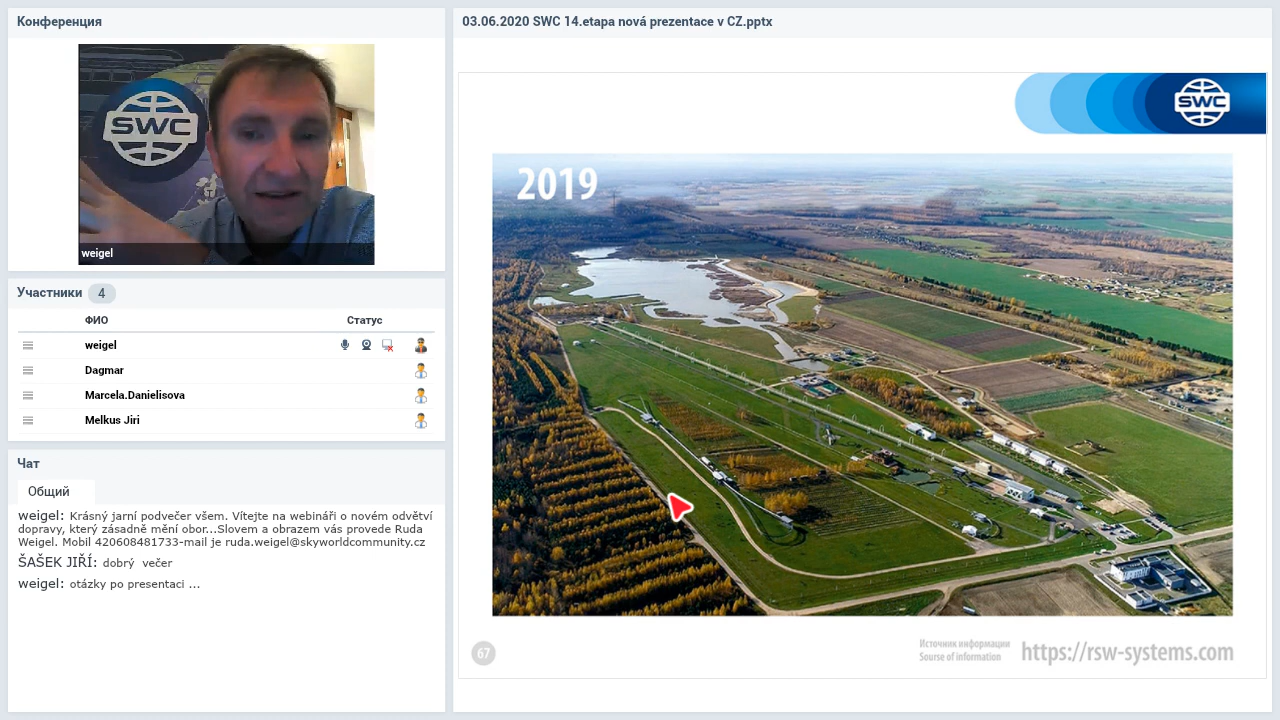 Конференция
SWC
weigel
Участники 4
ФИО Статус
weigel
Dagmar
Marcela.Danielisova
Melkus Jiri
Чат
Общий
weigel: Krásný jarní podvečer všem. Vítejte na webináři o novém odvětví
dopravy, který zásadně mění obor...Slovem a obrazem vás provede Ruda
Weigel. Mobil 420608481733-mail je ruda.weigel@skyworldcommunity.cz
ŠAŠEK JIŘÍ: dobrý večer
weigel: otázky po presentaci ...
03.06.2020 SWC 14.etapa nová prezentace v CZ.pptx
SWC
2019
67
Источник информации
Sourse of information
https://rsw-systems.com